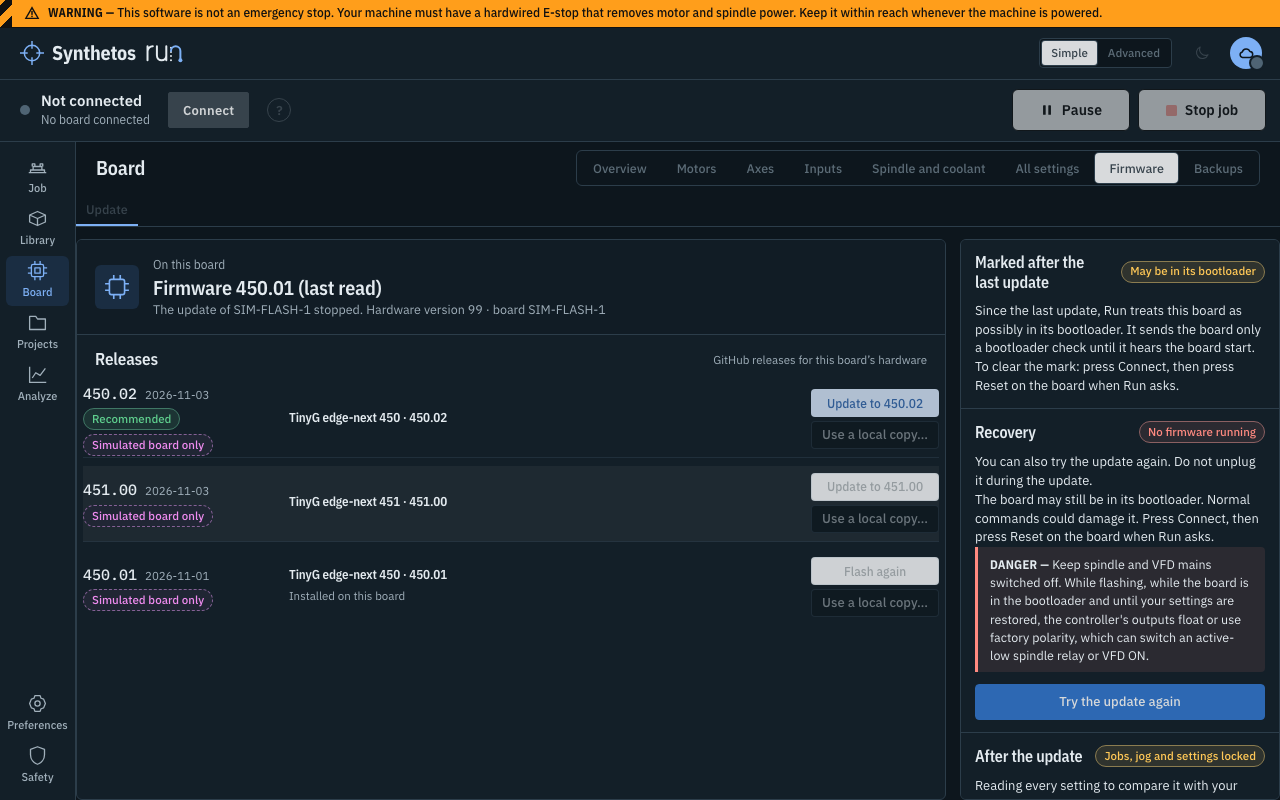 WARNING — This software is not an emergency stop. Your machine must have a hardwired E-stop that removes motor and spindle power. Keep it within reach whenever the machine is powered.
Synthetos run
Simple
Advanced
Not connected
No board connected
Connect
?
Pause
Stop job
Job
Library
Board
Projects
Analyze
Preferences
Safety
Board
Overview
Motors
Axes
Inputs
Spindle and coolant
All settings
Firmware
Backups
Update
On this board
Firmware 450.01 (last read)
The update of SIM-FLASH-1 stopped. Hardware version 99 · board SIM-FLASH-1
Releases
GitHub releases for this board's hardware
450.02 2026-11-03
Recommended
Simulated board only
TinyG edge-next 450 · 450.02
Update to 450.02
Use a local copy...
451.00 2026-11-03
Simulated board only
TinyG edge-next 451 · 451.00
Update to 451.00
Use a local copy...
450.01 2026-11-01
Simulated board only
TinyG edge-next 450 · 450.01
Installed on this board
Flash again
Use a local copy...
Marked after the
last update
May be in its bootloader
Since the last update, Run treats this board as
possibly in its bootloader. It sends the board only
a bootloader check until it hears the board start.
To clear the mark: press Connect, then press
Reset on the board when Run asks.
Recovery
No firmware running
You can also try the update again. Do not unplug
it during the update.
The board may still be in its bootloader. Normal
commands could damage it. Press Connect, then
press Reset on the board when Run asks.
DANGER — Keep spindle and VFD mains
switched off. While flashing, while the board is
in the bootloader and until your settings are
restored, the controller's outputs float or use
factory polarity, which can switch an active-
low spindle relay or VFD ON.
Try the update again
After the update
Jobs, jog and settings locked
Reading every setting to compare it with your